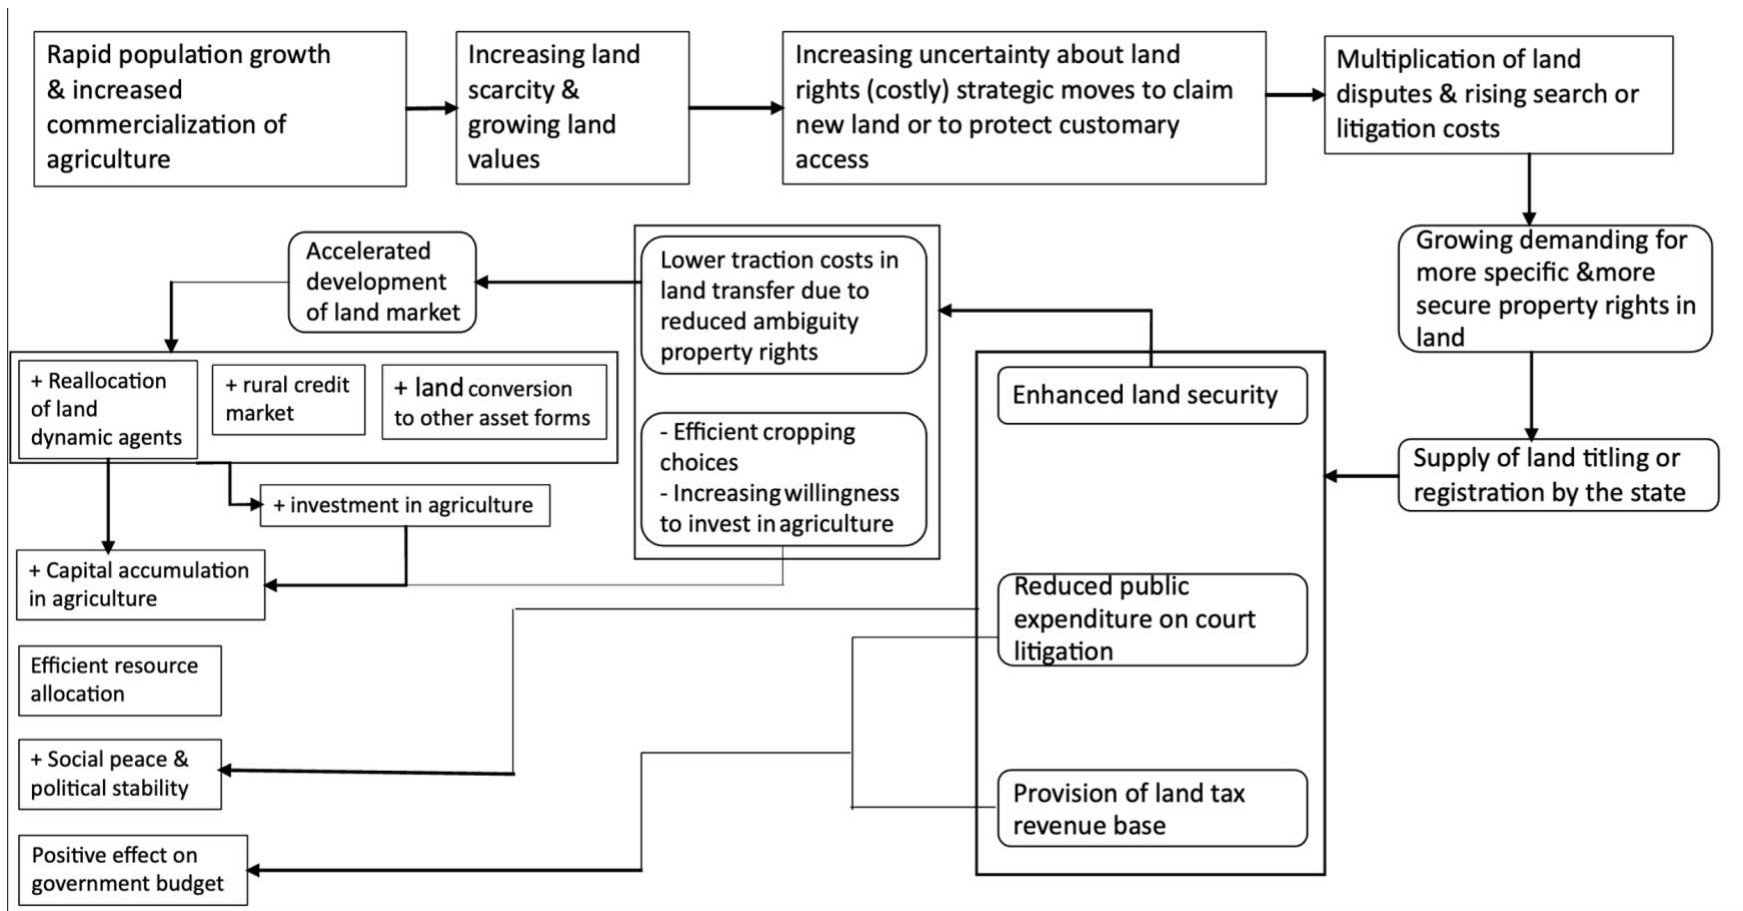 Rapid population growth
& increased
commercialization of
agriculture
Increasing land
scarcity &
growing land
values
Increasing uncertainty about land
rights (costly) strategic moves to claim
new land or to protect customary
access
Multiplication of land
disputes & rising search or
litigation costs
Growing demanding for
more specific &more
secure property rights in
land
Supply of land titling or
registration by the state
Enhanced land security
Reduced public
expenditure on court
litigation
Provision of land tax
revenue base
Lower traction costs in
land transfer due to
reduced ambiguity
property rights
- Efficient cropping
choices
- Increasing willingness
to invest in agriculture
Accelerated
development
of land market
+ Reallocation
of land
dynamic agents
+ rural credit
market
+ land conversion
to other asset forms
+ investment in agriculture
+ Capital accumulation
in agriculture
Efficient resource
allocation
+ Social peace &
political stability
Positive effect on
government budget